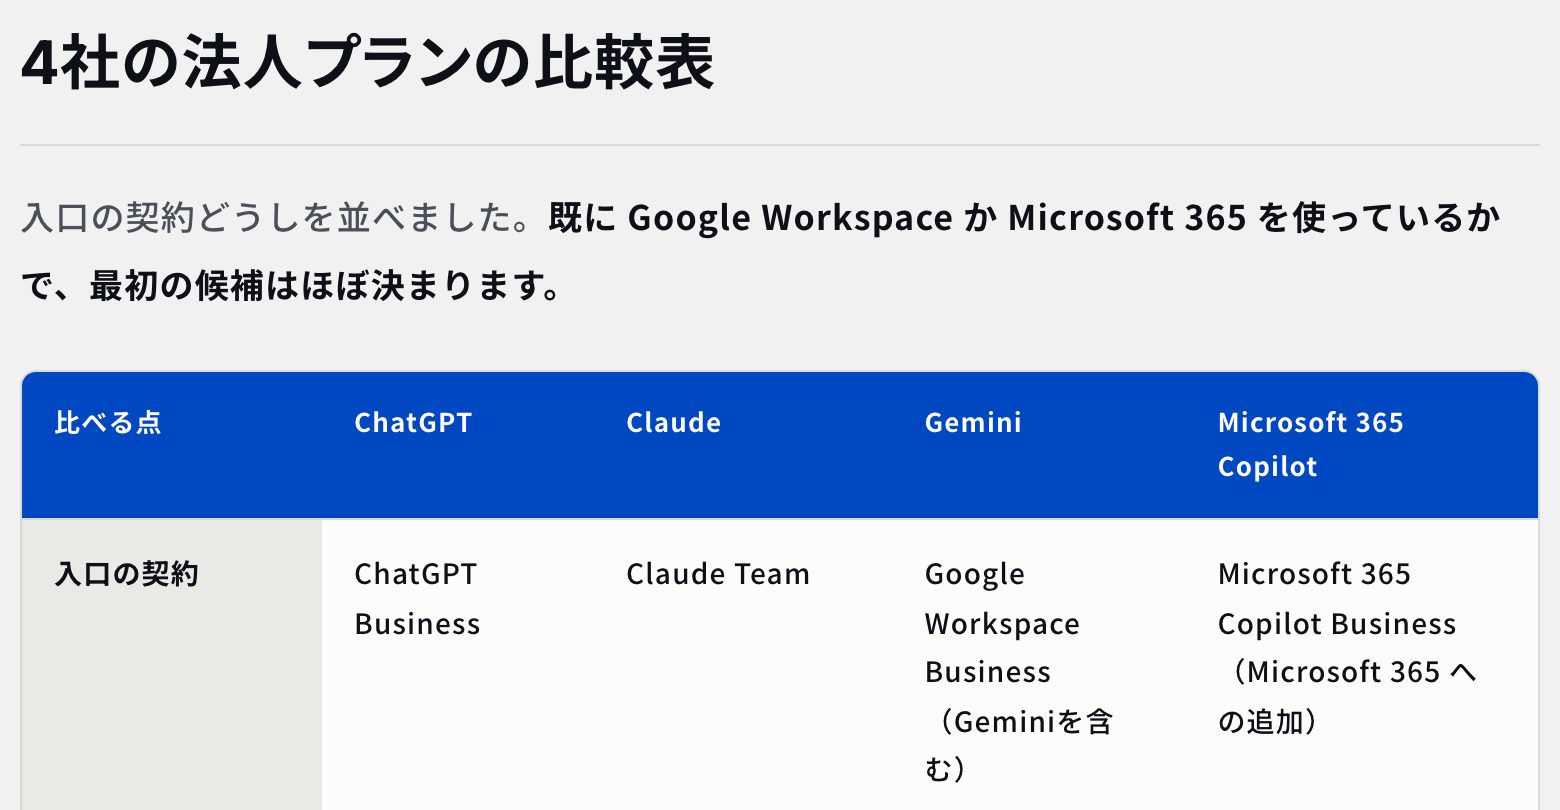 4社の法人プランの比較表
入口の契約どうしを並べました。既に Google Workspace か Microsoft 365 を使っているか
で、最初の候補はほぼ決まります。
比べる点
ChatGPT
Claude
Gemini
Microsoft 365
Copilot
入口の契約
ChatGPT
Business
Claude Team
Google
Workspace
Business
（Geminiを含
む）
Microsoft 365
Copilot Business
（Microsoft 365 へ
の追加）